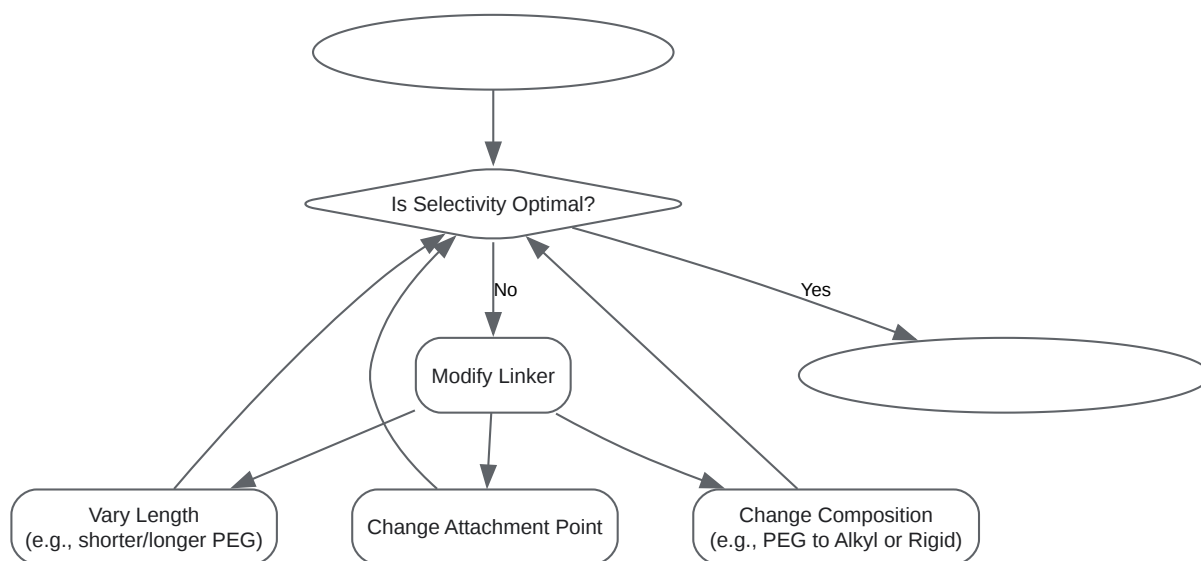 Is Selectivity Optimal?
No
Yes
Modify Linker
Vary Length
(e.g., shorter/longer PEG)
Change Attachment Point
Change Composition
(e.g., PEG to Alkyl or Rigid)